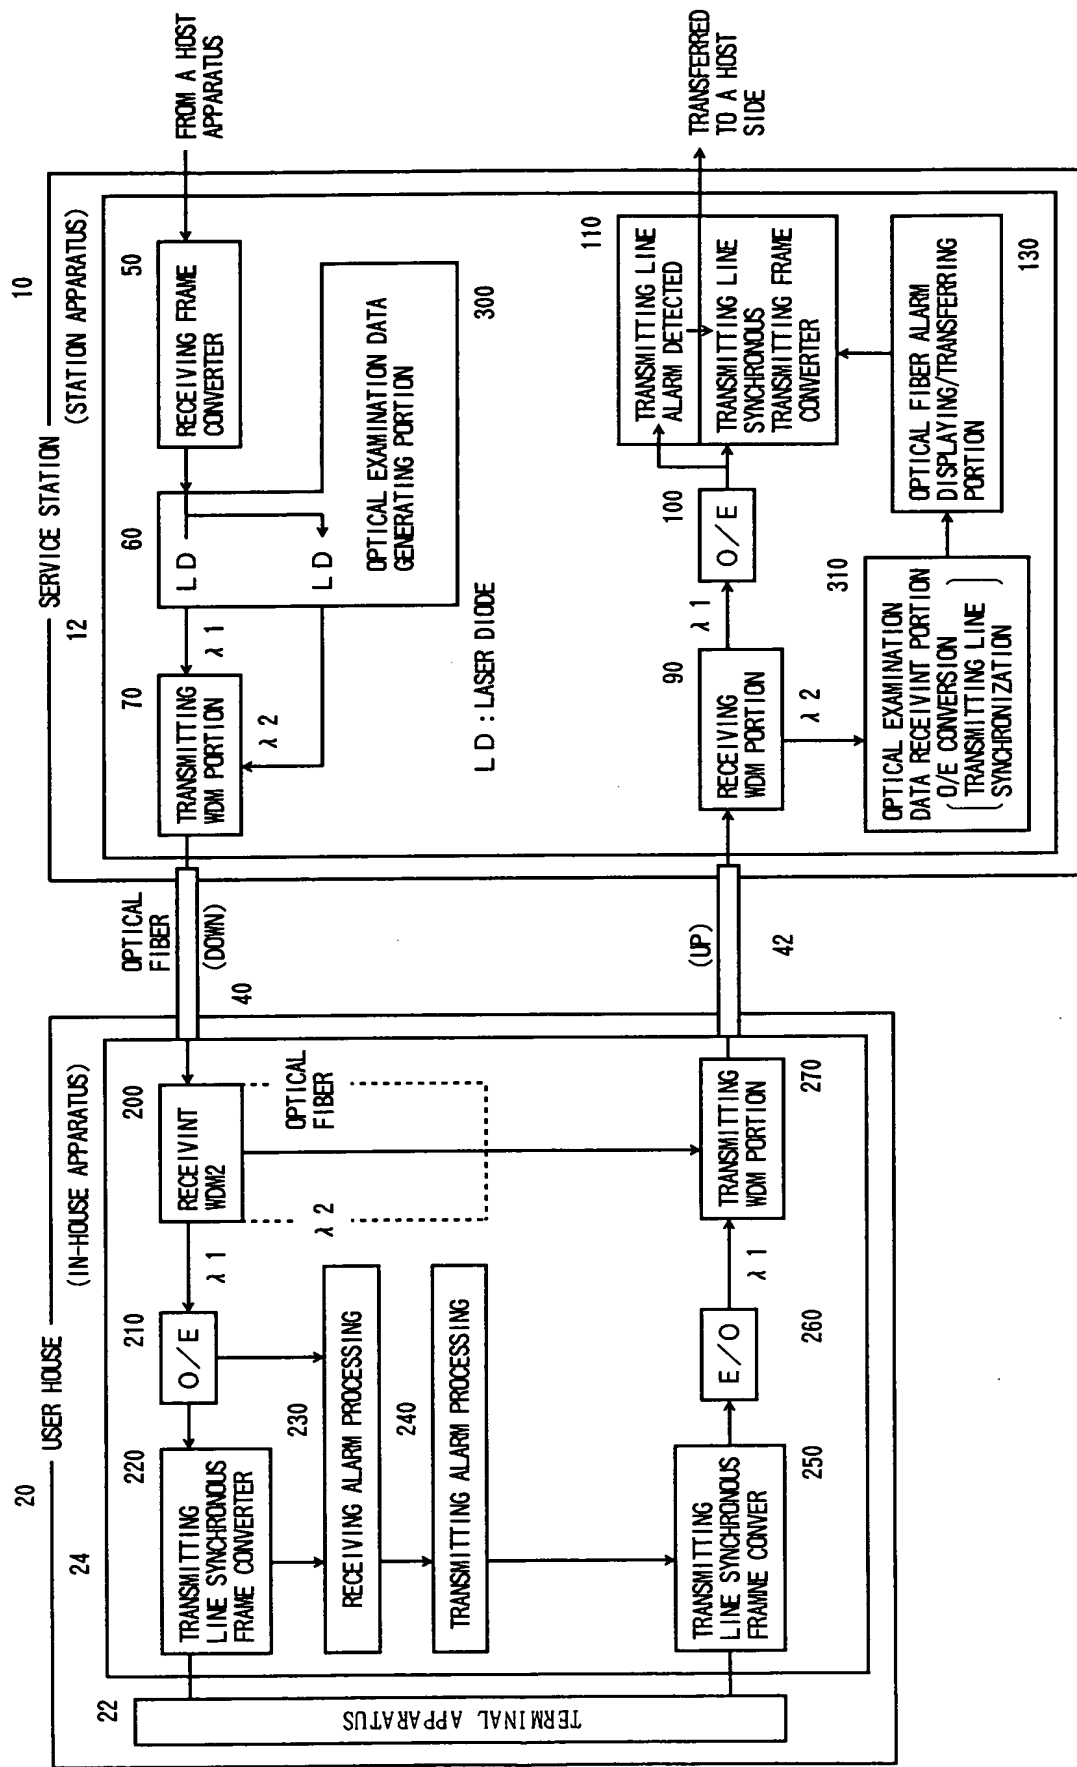 20
USER HOUSE
24
(IN-HOUSE APPARATUS)
22
TERMINAL APPARATUS
220
TRANSMITTING
LINE SYNCHRONOUS
FRAME CONVERTER
210
O/E
λ 1
200
RECEIVINT
WDM2
OPTICAL
FIBER
λ 2
230
RECEIVING ALARM PROCESSING
240
TRANSMITTING ALARM PROCESSING
TRANSMITTING
LINE SYNCHRONOUS
FRAMNE CONVER
250
E/O
260
λ 1
TRANSMITTING
WDM PORTION
270
OPTICAL
FIBER
(DOWN)
40
(UP)
42
10
SERVICE STATION
12
(STATION APPARATUS)
70
TRANSMITTING
WDM PORTION
λ 1
λ 2
60
LD
LD
OPTICAL EXAMINATION DATA
GENERATING PORTION
300
50
RECEIVING FRAME
CONVERTER
FROM A HOST
APPARATUS
LD : LASER DIODE
90
RECEIVING
WDM PORTION
λ 1
λ 2
100
O/E
110
TRANSMITTING LINE
ALARM DETECTED
TRANSMITTING LINE
SYNCHRONOUS
TRANSMITTING FRAME
CONVERTER
TRANSFERRED
TO A HOST
SIDE
310
OPTICAL EXAMINATION
DATA RECEIVINT PORTION
O/E CONVERSION
TRANSMITTING LINE
SYNCHRONIZATION
OPTICAL FIBER ALARM
DISPLAYING/TRANSFERRING
PORTION
130